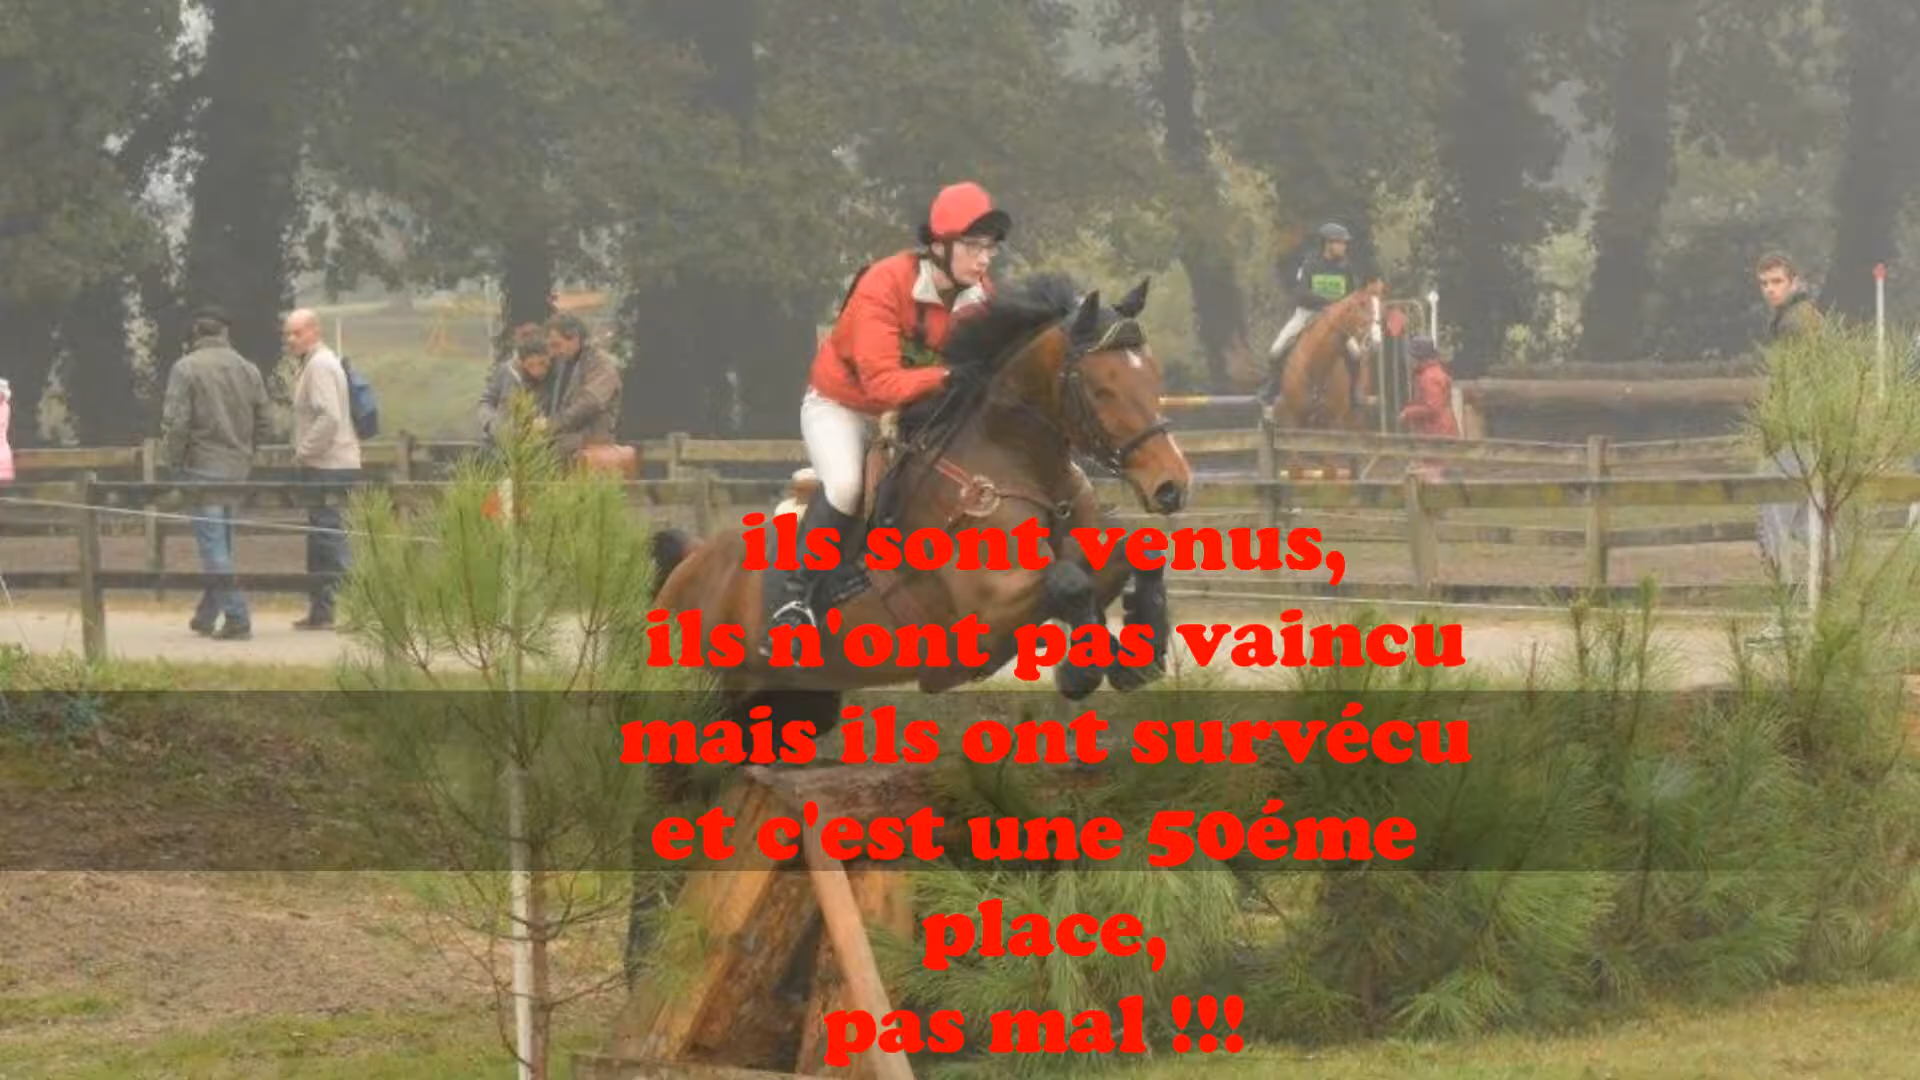 ils sont venus,
ils n'ont pas vaincu
mais ils ont survécu
et c'est une 50éme
place,
pas mal !!!